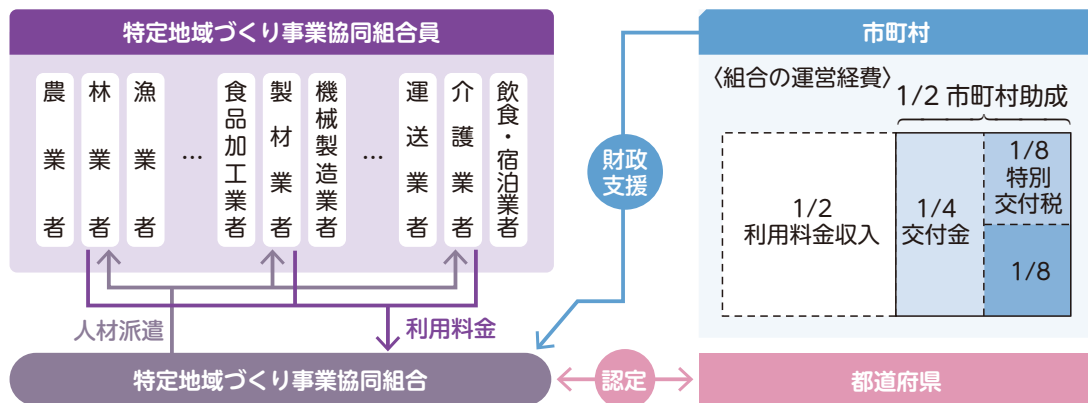 特定地域づくり事業協同組合員
農業者
林業者
漁業者
…
食品加工業者
製材業者
機械製造業者
…
運送業者
介護業者
飲食・宿泊業者
人材派遣
利用料金
特定地域づくり事業協同組合
財政
支援
認定
市町村
〈組合の運営経費〉
1/2 市町村助成
1/2
利用料金収入
1/4
交付金
1/8
特別
交付税
1/8
都道府県